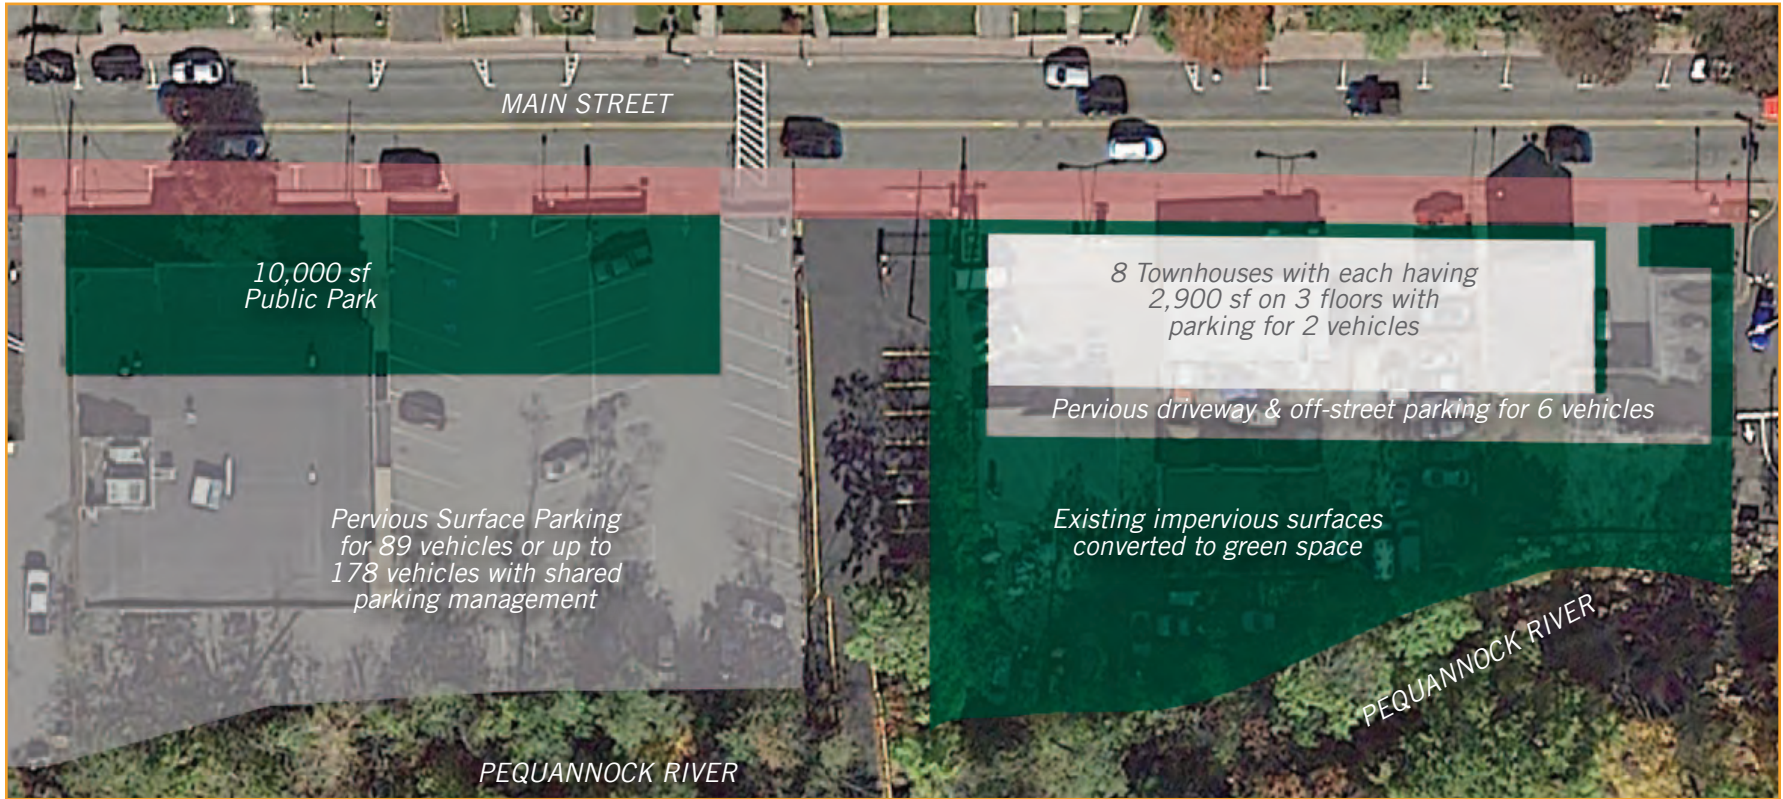 MAIN STREET
10,000 sf
Public Park
8 Townhouses with each having
2,900 sf on 3 floors with
parking for 2 vehicles
Pervious driveway & off-street parking for 6 vehicles
Pervious Surface Parking
for 89 vehicles or up to
178 vehicles with shared
parking management
Existing impervious surfaces
converted to green space
PEQUANNOCK RIVER
PEQUANNOCK RIVER